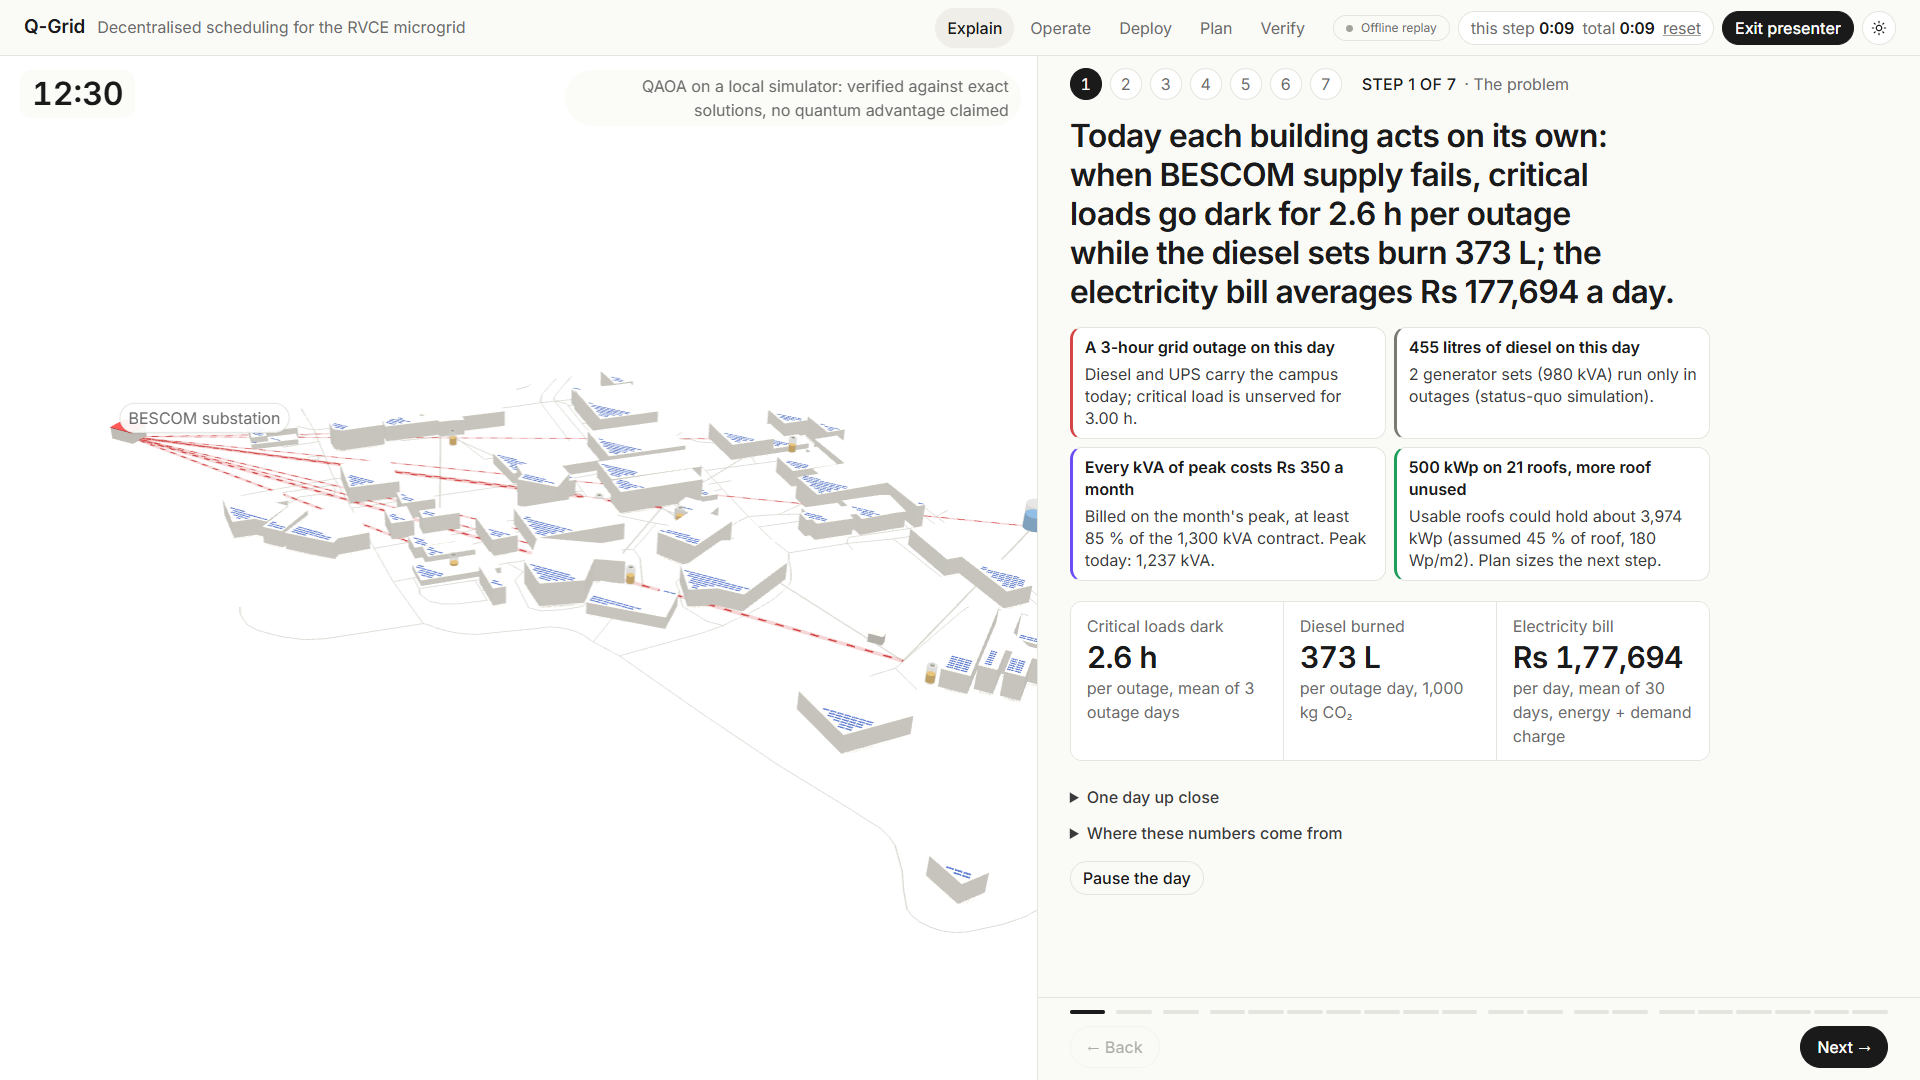 Q-Grid Decentralised scheduling for the RVCE microgrid
Explain Operate Deploy Plan Verify Offline replay this step 0:09 total 0:09 reset Exit presenter
12:30
QAOA on a local simulator: verified against exact
solutions, no quantum advantage claimed
BESCOM substation
1 2 3 4 5 6 7 STEP 1 OF 7 · The problem
Today each building acts on its own:
when BESCOM supply fails, critical
loads go dark for 2.6 h per outage
while the diesel sets burn 373 L; the
electricity bill averages Rs 177,694 a day.
A 3-hour grid outage on this day
Diesel and UPS carry the campus
today; critical load is unserved for
3.00 h.
455 litres of diesel on this day
2 generator sets (980 kVA) run only in
outages (status-quo simulation).
Every kVA of peak costs Rs 350 a
month
Billed on the month's peak, at least
85 % of the 1,300 kVA contract. Peak
today: 1,237 kVA.
500 kWp on 21 roofs, more roof
unused
Usable roofs could hold about 3,974
kWp (assumed 45 % of roof, 180
Wp/m2). Plan sizes the next step.
Critical loads dark
2.6 h
per outage, mean of 3
outage days
Diesel burned
373 L
per outage day, 1,000
kg CO₂
Electricity bill
Rs 1,77,694
per day, mean of 30
days, energy + demand
charge
▶ One day up close
▶ Where these numbers come from
Pause the day
← Back
Next →